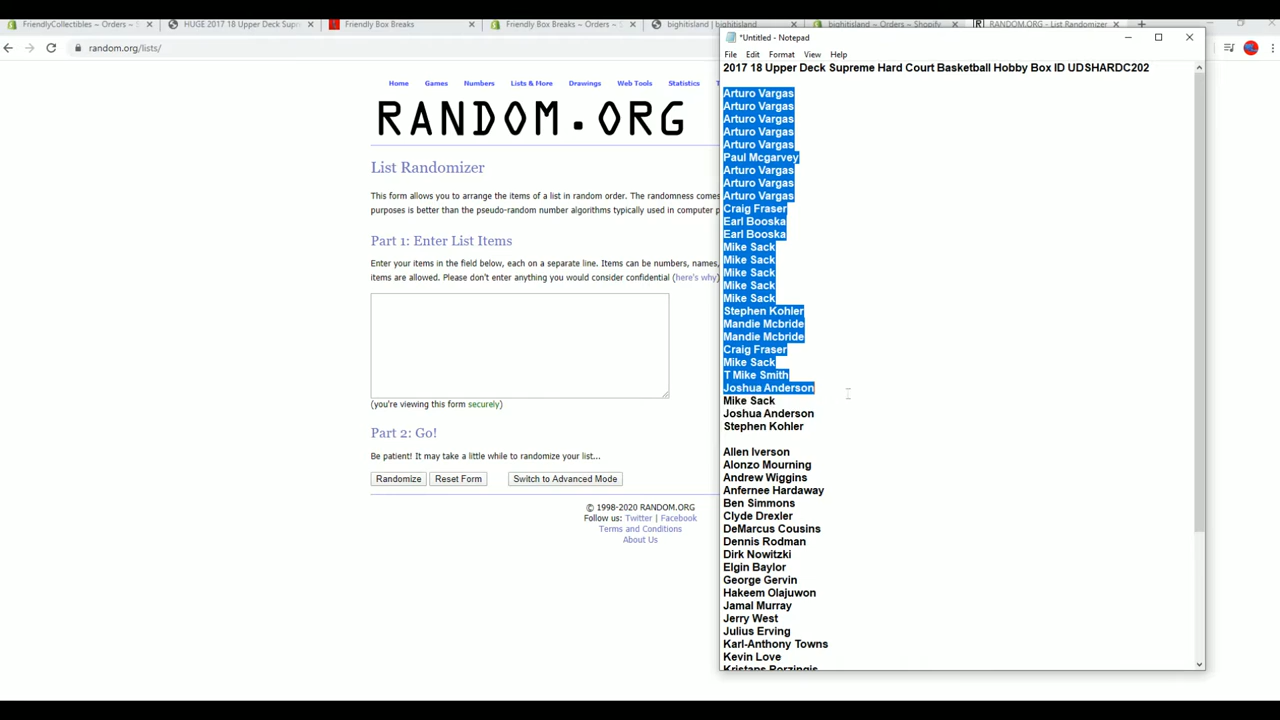 FriendlyCollectibles ~ Orders ~ S
HUGE 2017 18 Upper Deck Supr
Friendly Box Breaks
Friendly Box Breaks ~ Orders ~ S
bighitisland | bighitisland
bighitisland ~ Orders ~ Shopify
RANDOM.ORG - List Randomizer
random.org/lists/
Home
Games
Numbers
Lists & More
Drawings
Web Tools
Statistics
RANDOM.ORG
List Randomizer
This form allows you to arrange the items of a list in random order. The randomness comes
purposes is better than the pseudo-random number algorithms typically used in computer p
Part 1: Enter List Items
Enter your items in the field below, each on a separate line. Items can be numbers, names,
items are allowed. Please don't enter anything you would consider confidential (here's why)
(you're viewing this form securely)
Part 2: Go!
Be patient! It may take a little while to randomize your list...
Randomize
Reset Form
Switch to Advanced Mode
© 1998-2020 RANDOM.ORG
Follow us: Twitter | Facebook
Terms and Conditions
About Us
*Untitled - Notepad
File Edit Format View Help
2017 18 Upper Deck Supreme Hard Court Basketball Hobby Box ID UDSHARDC202
Arturo Vargas
Arturo Vargas
Arturo Vargas
Arturo Vargas
Arturo Vargas
Paul Mcgarvey
Arturo Vargas
Arturo Vargas
Arturo Vargas
Craig Fraser
Earl Booska
Earl Booska
Mike Sack
Mike Sack
Mike Sack
Mike Sack
Mike Sack
Stephen Kohler
Mandie Mcbride
Mandie Mcbride
Craig Fraser
Mike Sack
T Mike Smith
Joshua Anderson
Mike Sack
Joshua Anderson
Stephen Kohler
Allen Iverson
Alonzo Mourning
Andrew Wiggins
Anfernee Hardaway
Ben Simmons
Clyde Drexler
DeMarcus Cousins
Dennis Rodman
Dirk Nowitzki
Elgin Baylor
George Gervin
Hakeem Olajuwon
Jamal Murray
Jerry West
Julius Erving
Karl-Anthony Towns
Kevin Love
Kristaps Porzingis